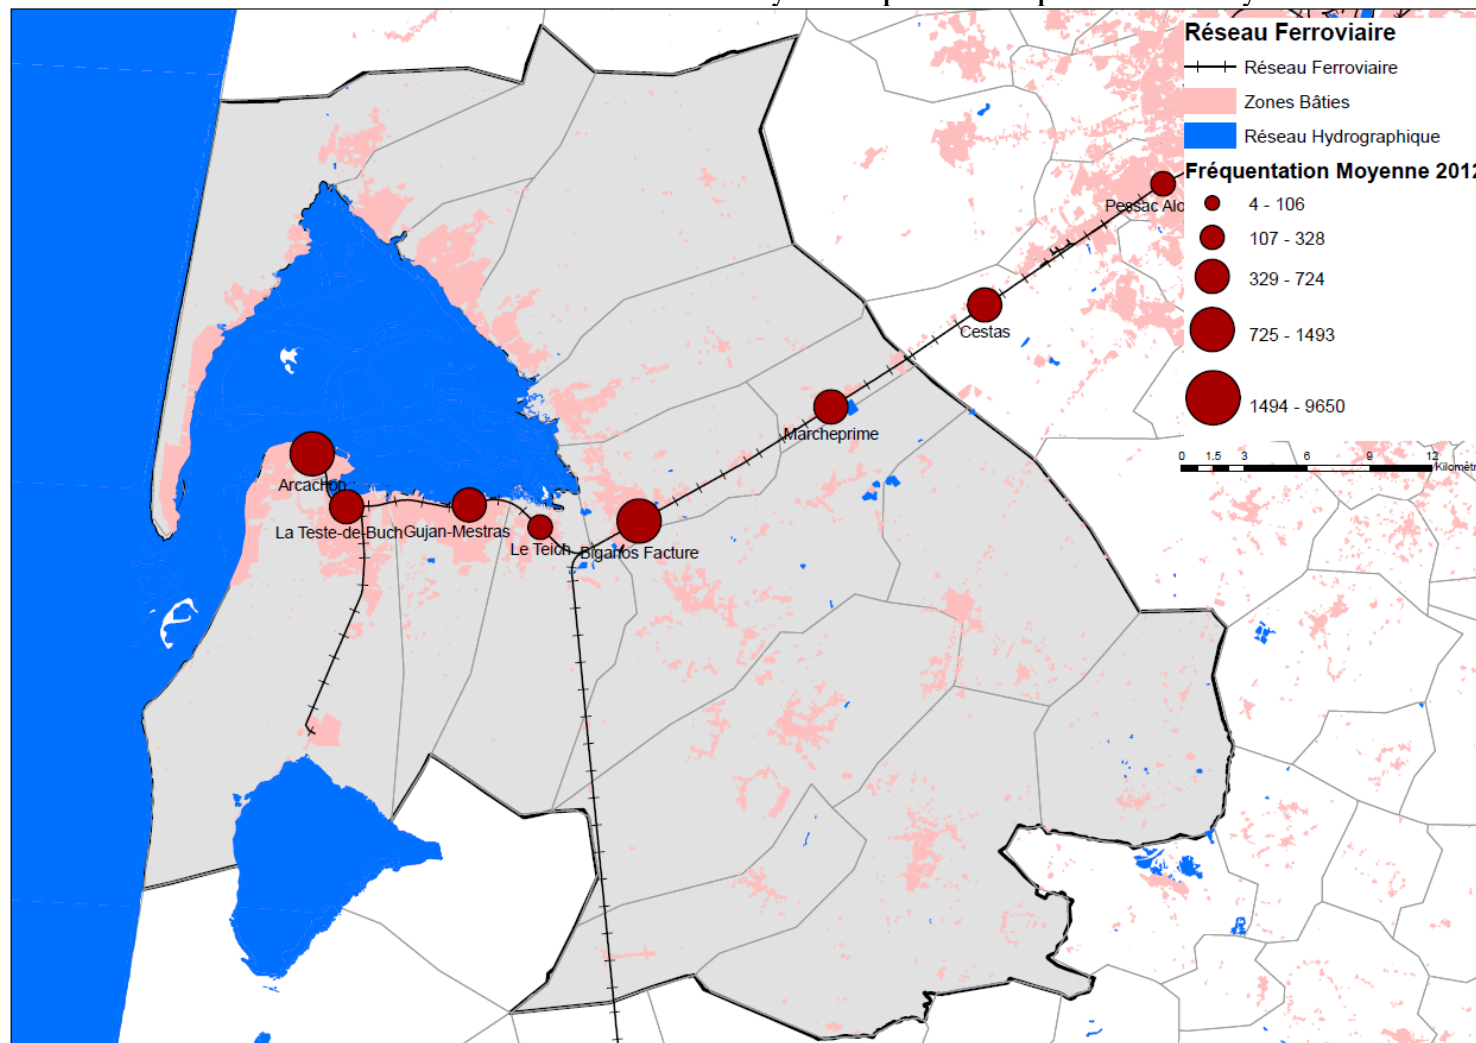 Réseau Ferroviaire
Réseau Ferroviaire
Zones Bâties
Réseau Hydrographique
Fréquentation Moyenne 2012
4 - 106
107 - 328
329 - 724
725 - 1493
1494 - 9650
0 1.5 3 6 9 12
Kilomètr
Pessac Alo
Cestas
Marcheprime
Arcachon
La Teste-de-Buch
Gujan-Mestras
Le Teich
Biganos Facture